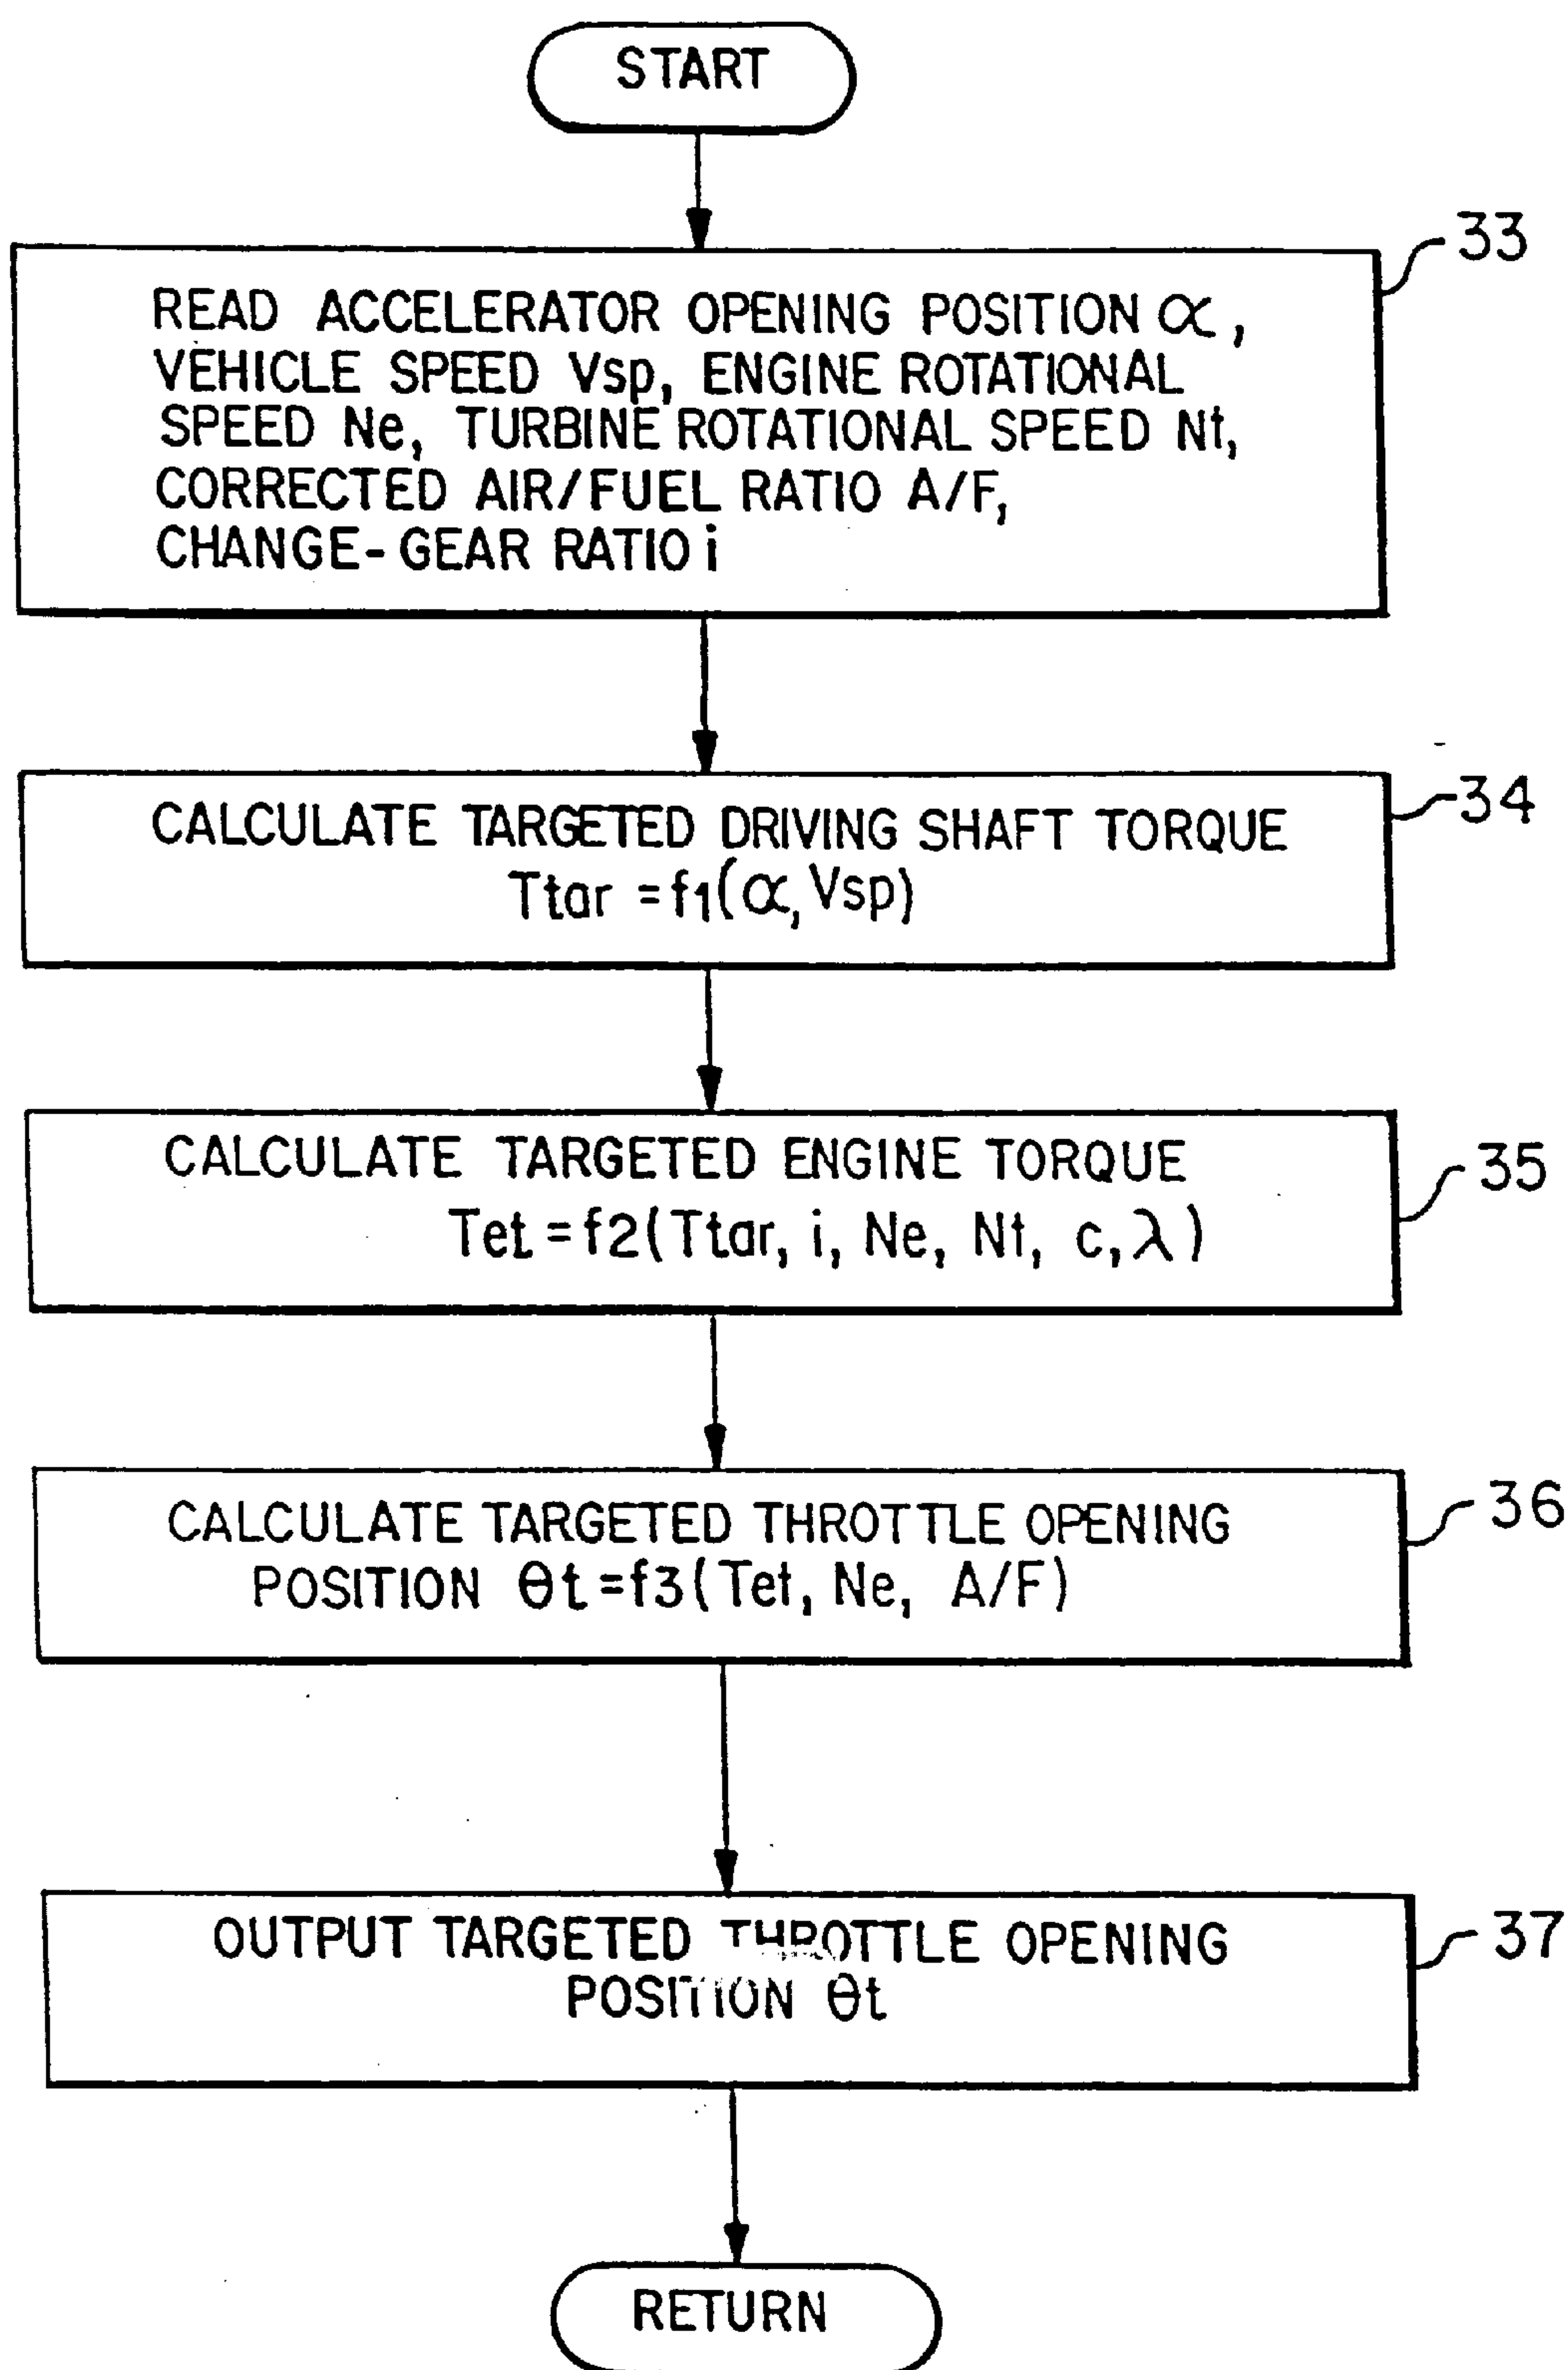 START
33
READ ACCELERATOR OPENING POSITION α,
VEHICLE SPEED Vsp, ENGINE ROTATIONAL
SPEED Ne, TURBINE ROTATIONAL SPEED Nt,
CORRECTED AIR/FUEL RATIO A/F,
CHANGE-GEAR RATIO i
34
CALCULATE TARGETED DRIVING SHAFT TORQUE
Ttar = f1(α, Vsp)
35
CALCULATE TARGETED ENGINE TORQUE
Tet = f2(Ttar, i, Ne, Nt, c, λ)
36
CALCULATE TARGETED THROTTLE OPENING
POSITION θt = f3(Tet, Ne, A/F)
37
OUTPUT TARGETED THROTTLE OPENING
POSITION θt
RETURN